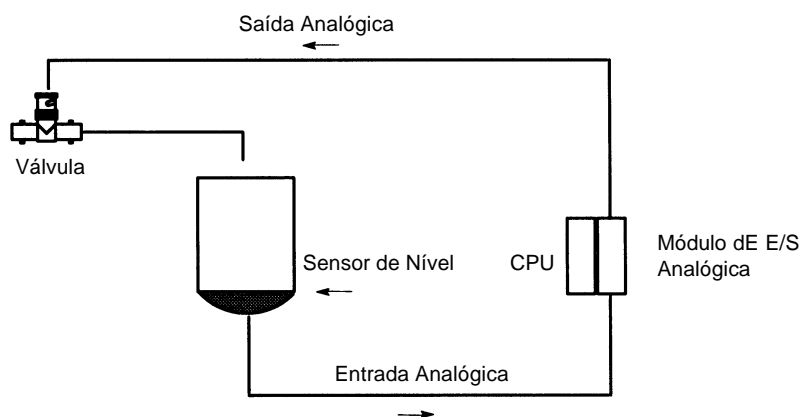 Saída Analógica
Válvula
Sensor de Nível
CPU
Módulo dE E/S
Analógica
Entrada Analógica